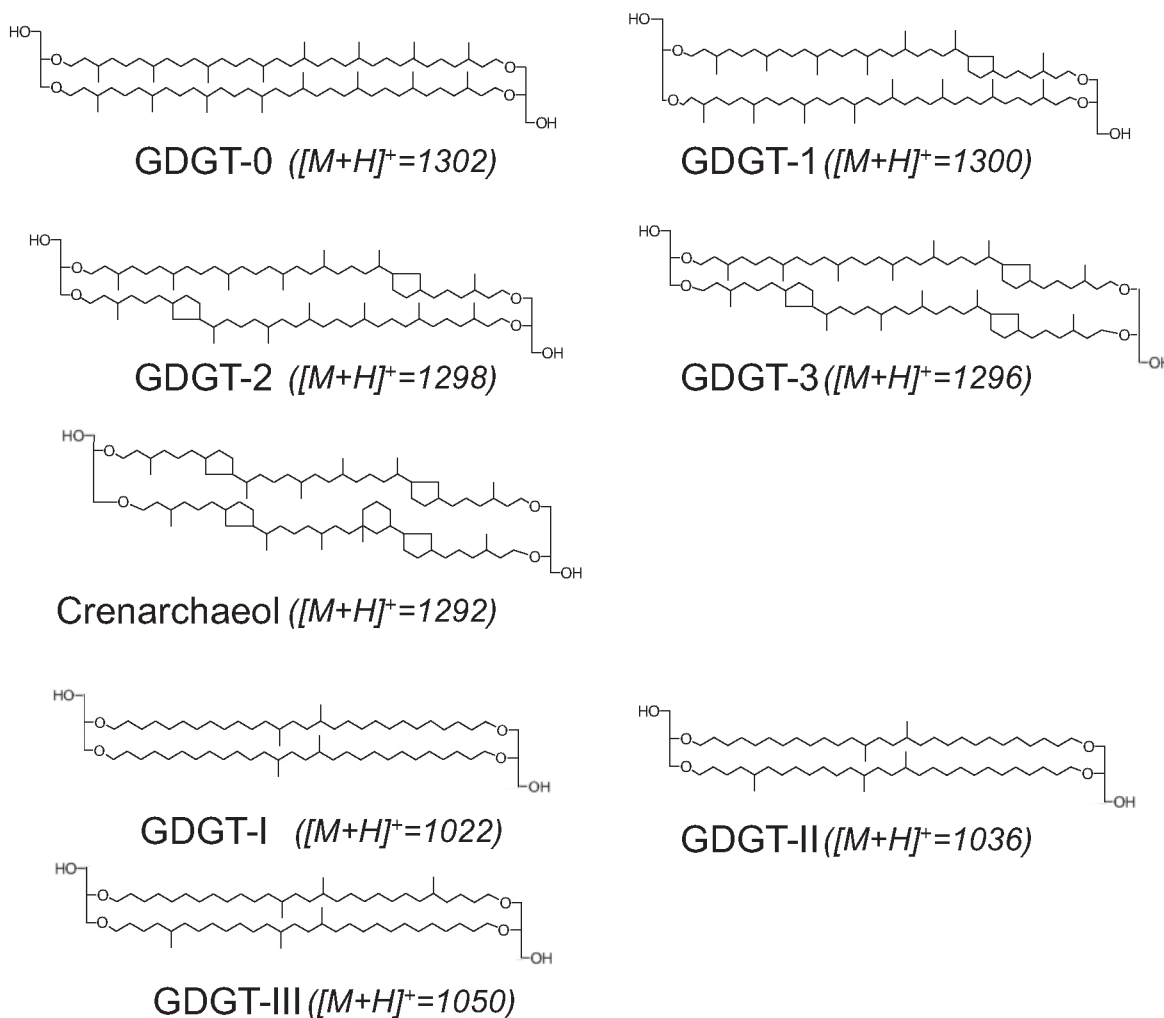 HO
O
O
O
O
OH
GDGT-0 ([M+H]+=1302)
HO
O
O
O
O
OH
GDGT-1 ([M+H]+=1300)
HO
O
O
O
O
OH
GDGT-2 ([M+H]+=1298)
HO
O
O
O
O
OH
GDGT-3 ([M+H]+=1296)
HO
O
O
O
O
OH
Crenarchaeol ([M+H]+=1292)
HO
O
O
O
O
OH
GDGT-I ([M+H]+=1022)
HO
O
O
O
O
OH
GDGT-II ([M+H]+=1036)
HO
O
O
O
O
OH
GDGT-III ([M+H]+=1050)